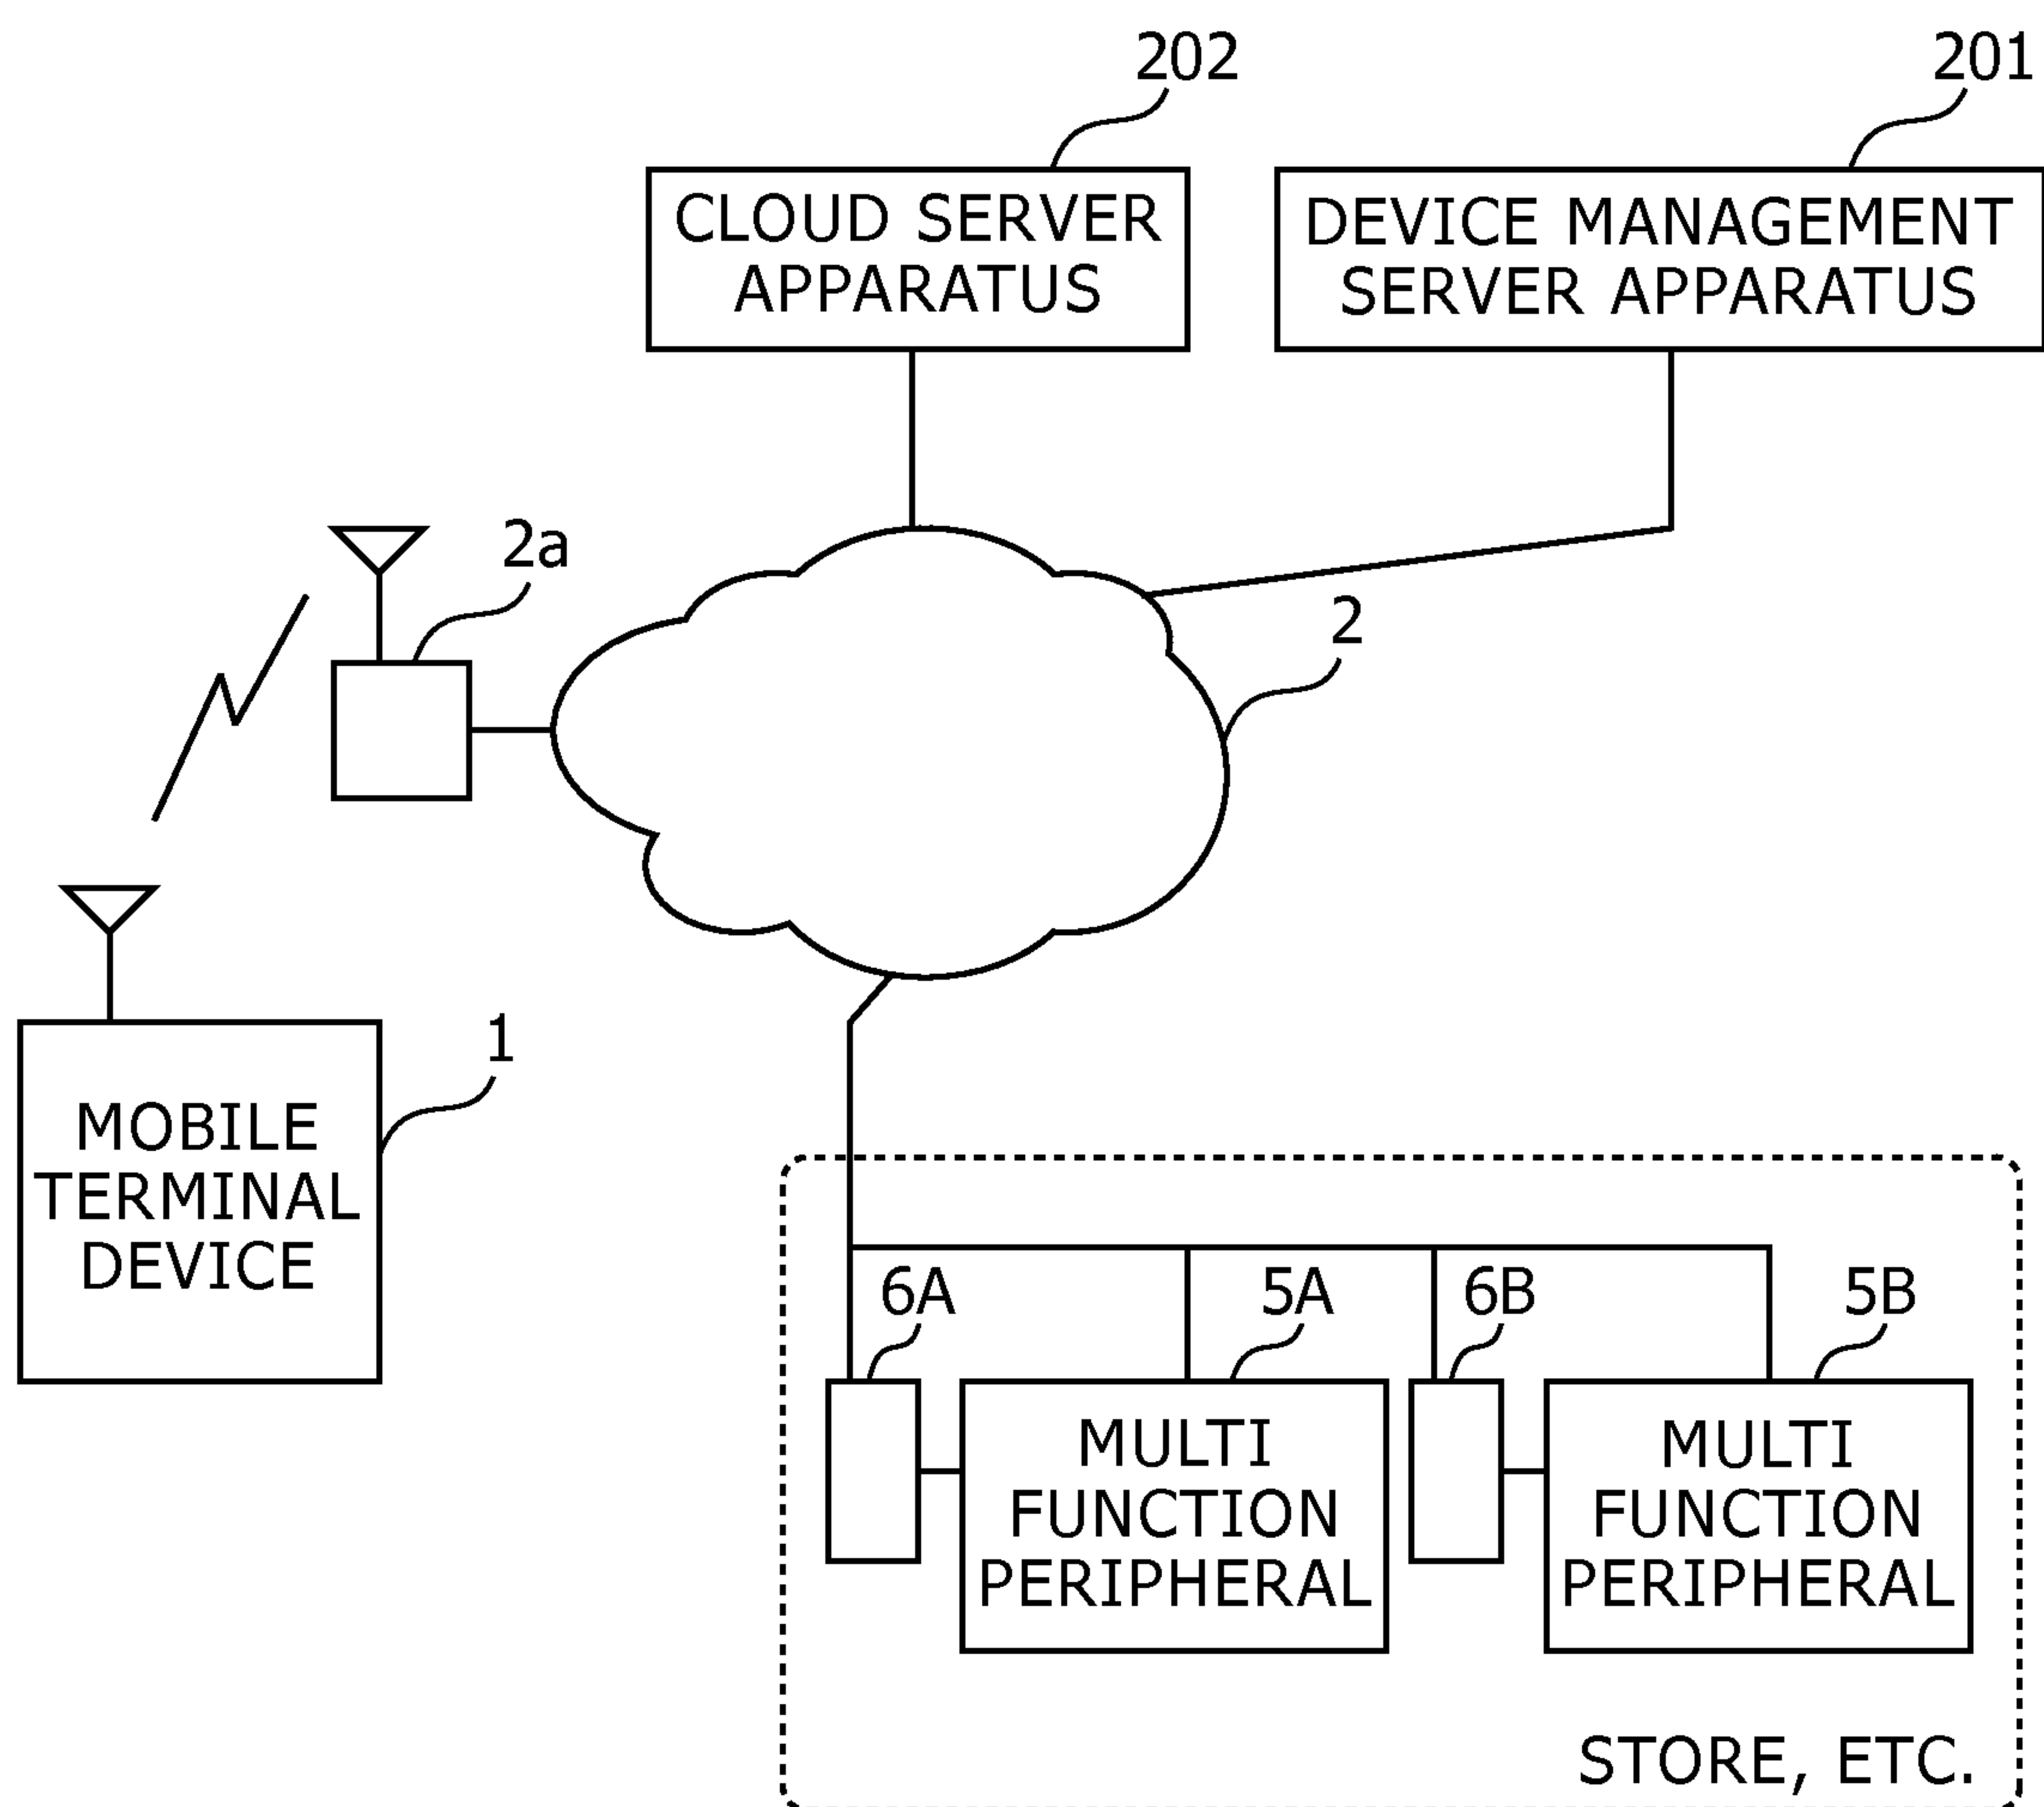 202
201
CLOUD SERVER
APPARATUS
DEVICE MANAGEMENT
SERVER APPARATUS
2a
2
1
MOBILE
TERMINAL
DEVICE
6A
5A
6B
5B
MULTI
FUNCTION
PERIPHERAL
MULTI
FUNCTION
PERIPHERAL
STORE, ETC.